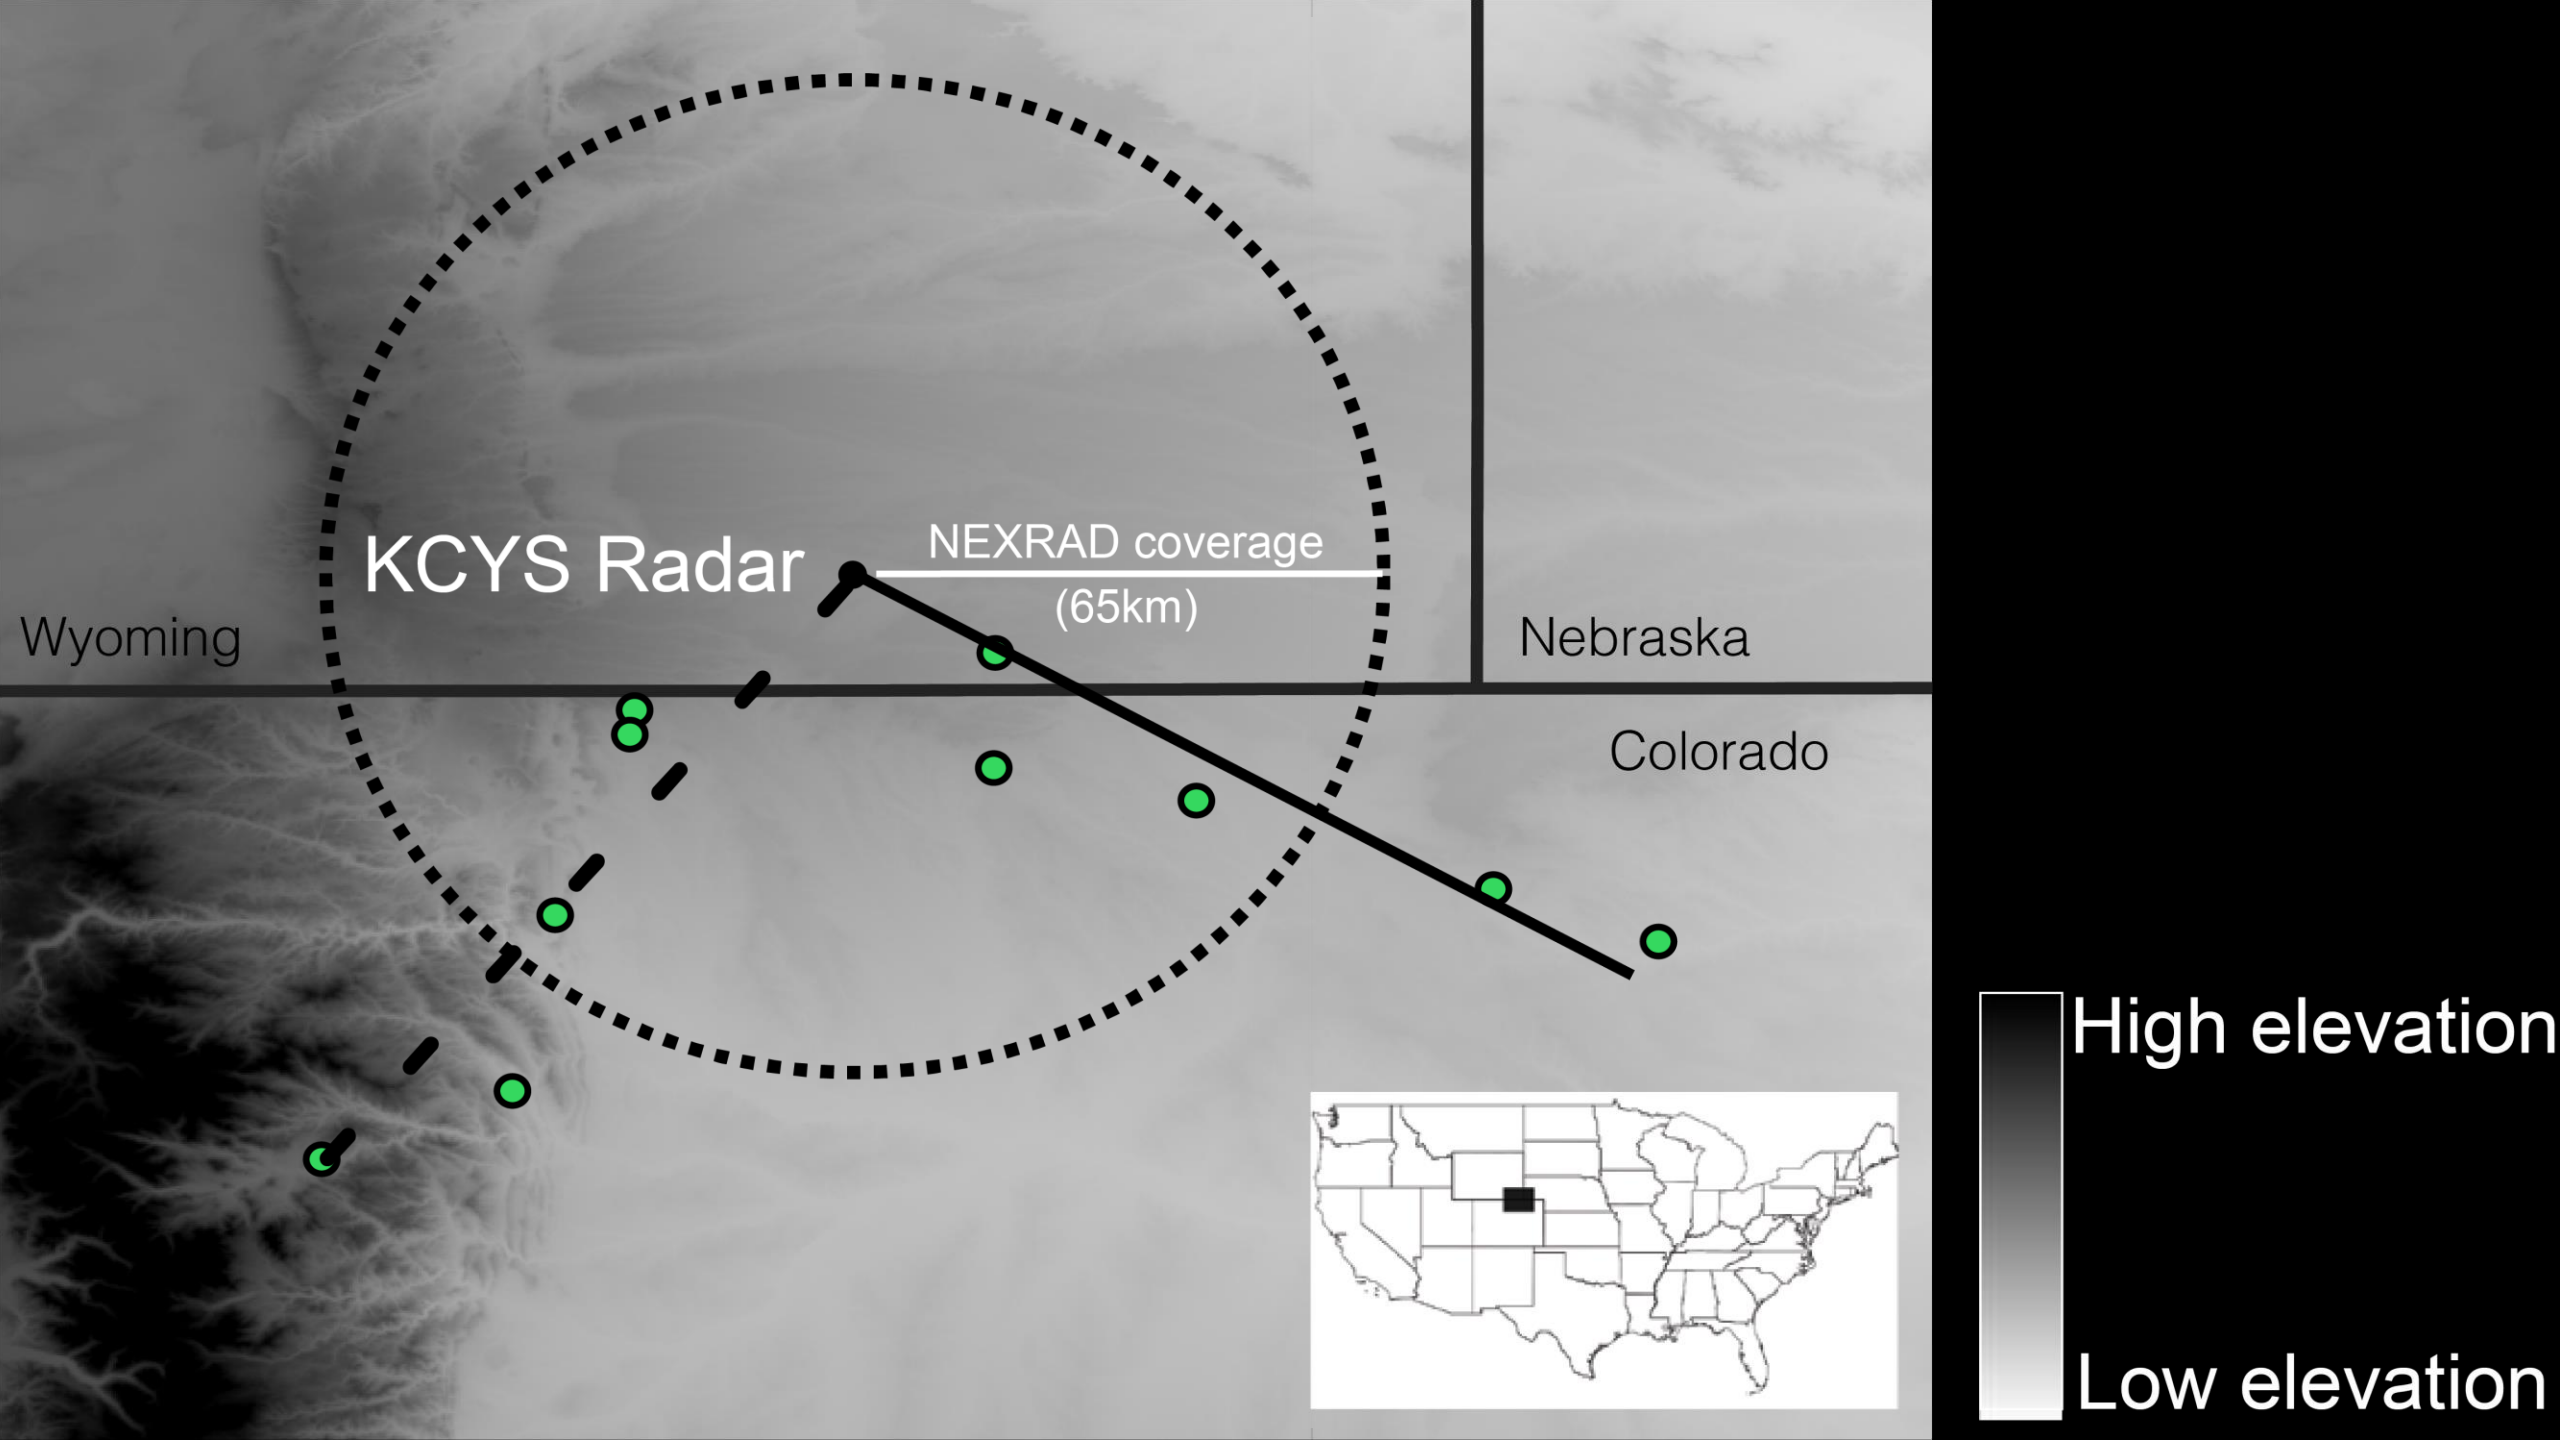 NEXRAD coverage
KCYS Radar
(65km)
Wyoming
Nebraska
Colorado
High elevation
Low elevation